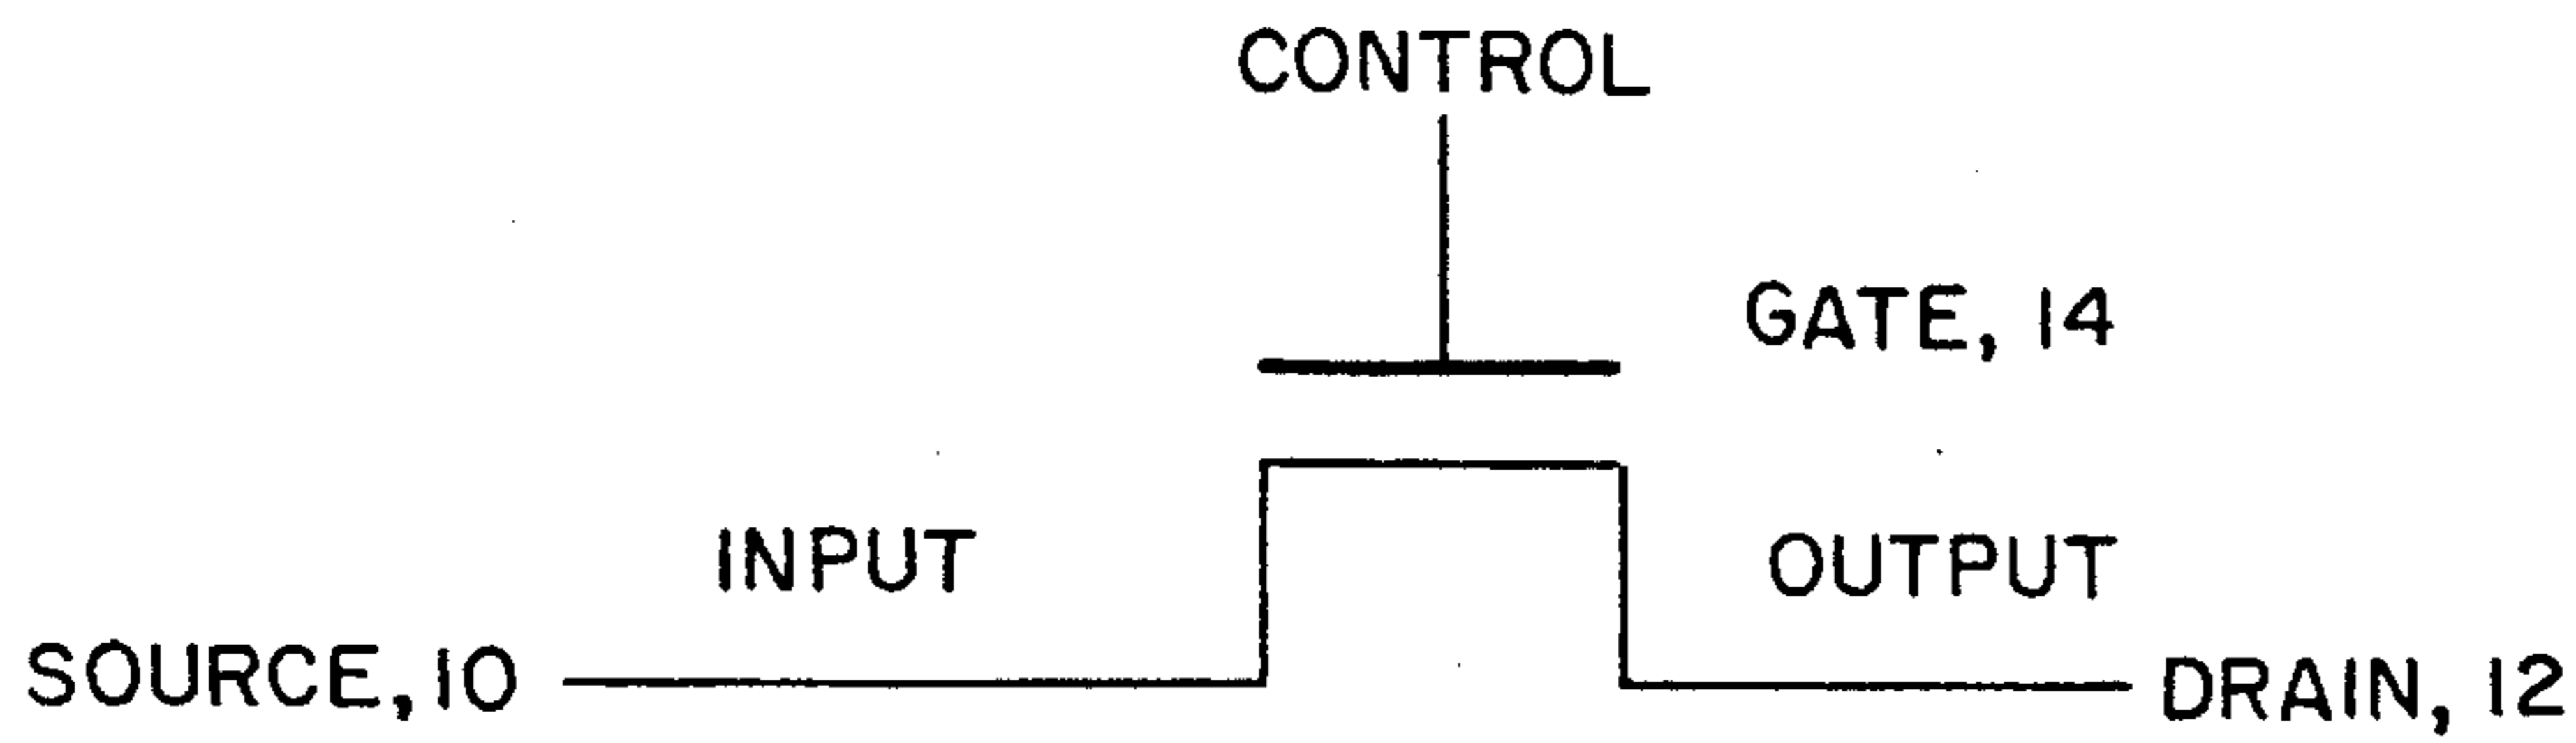 CONTROL
GATE, 14
INPUT
OUTPUT
SOURCE, 10
DRAIN, 12